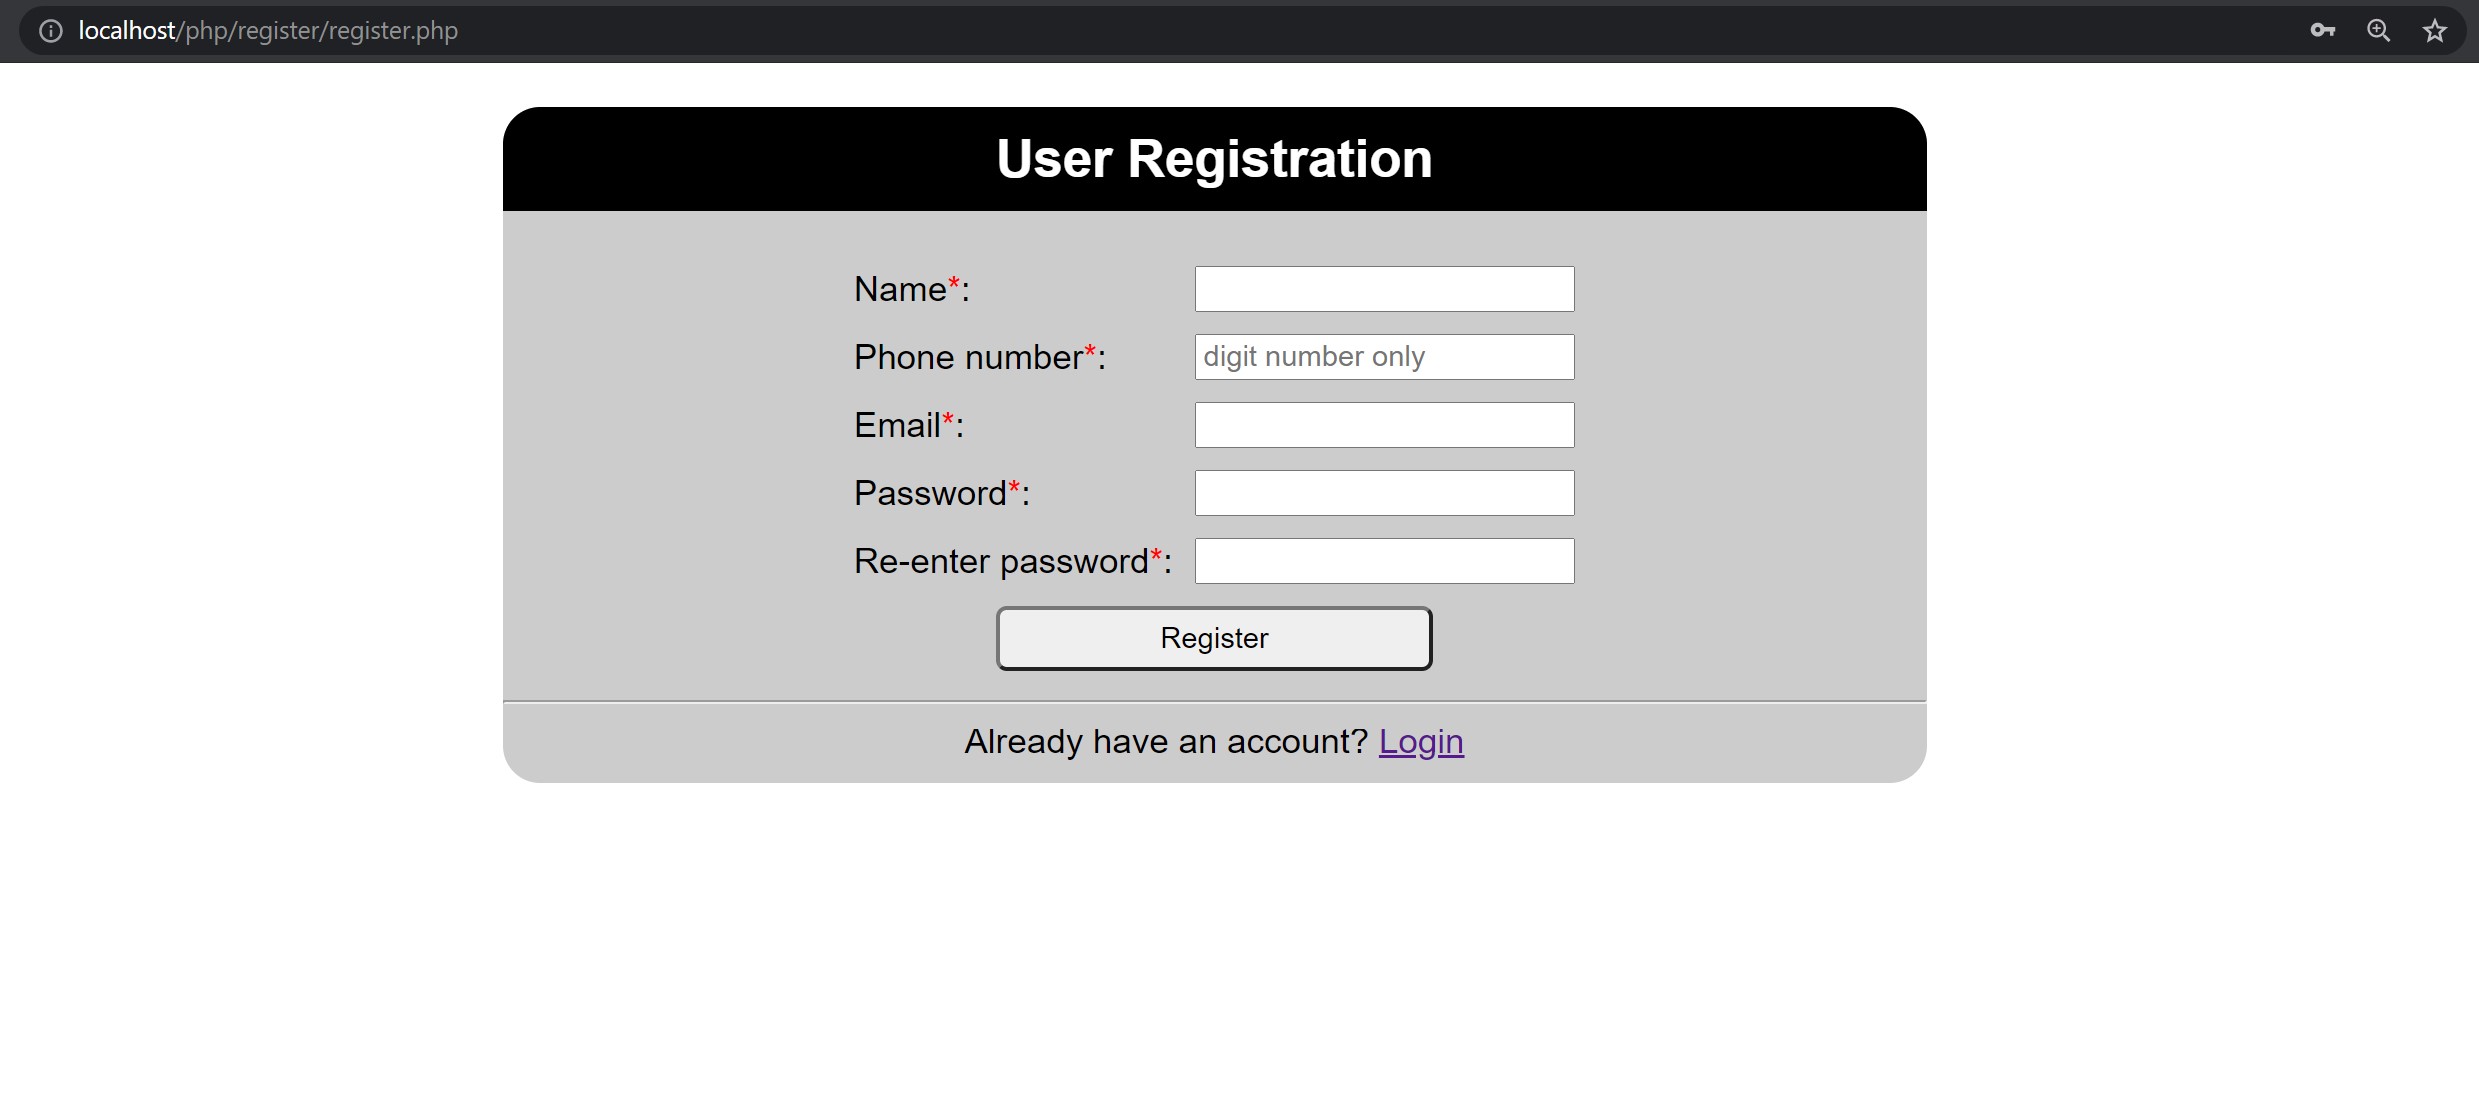 localhost/php/register/register.php
User Registration
Name*:
Phone number*: digit number only
Email*:
Password*:
Re-enter password*:
Register
Already have an account? Login